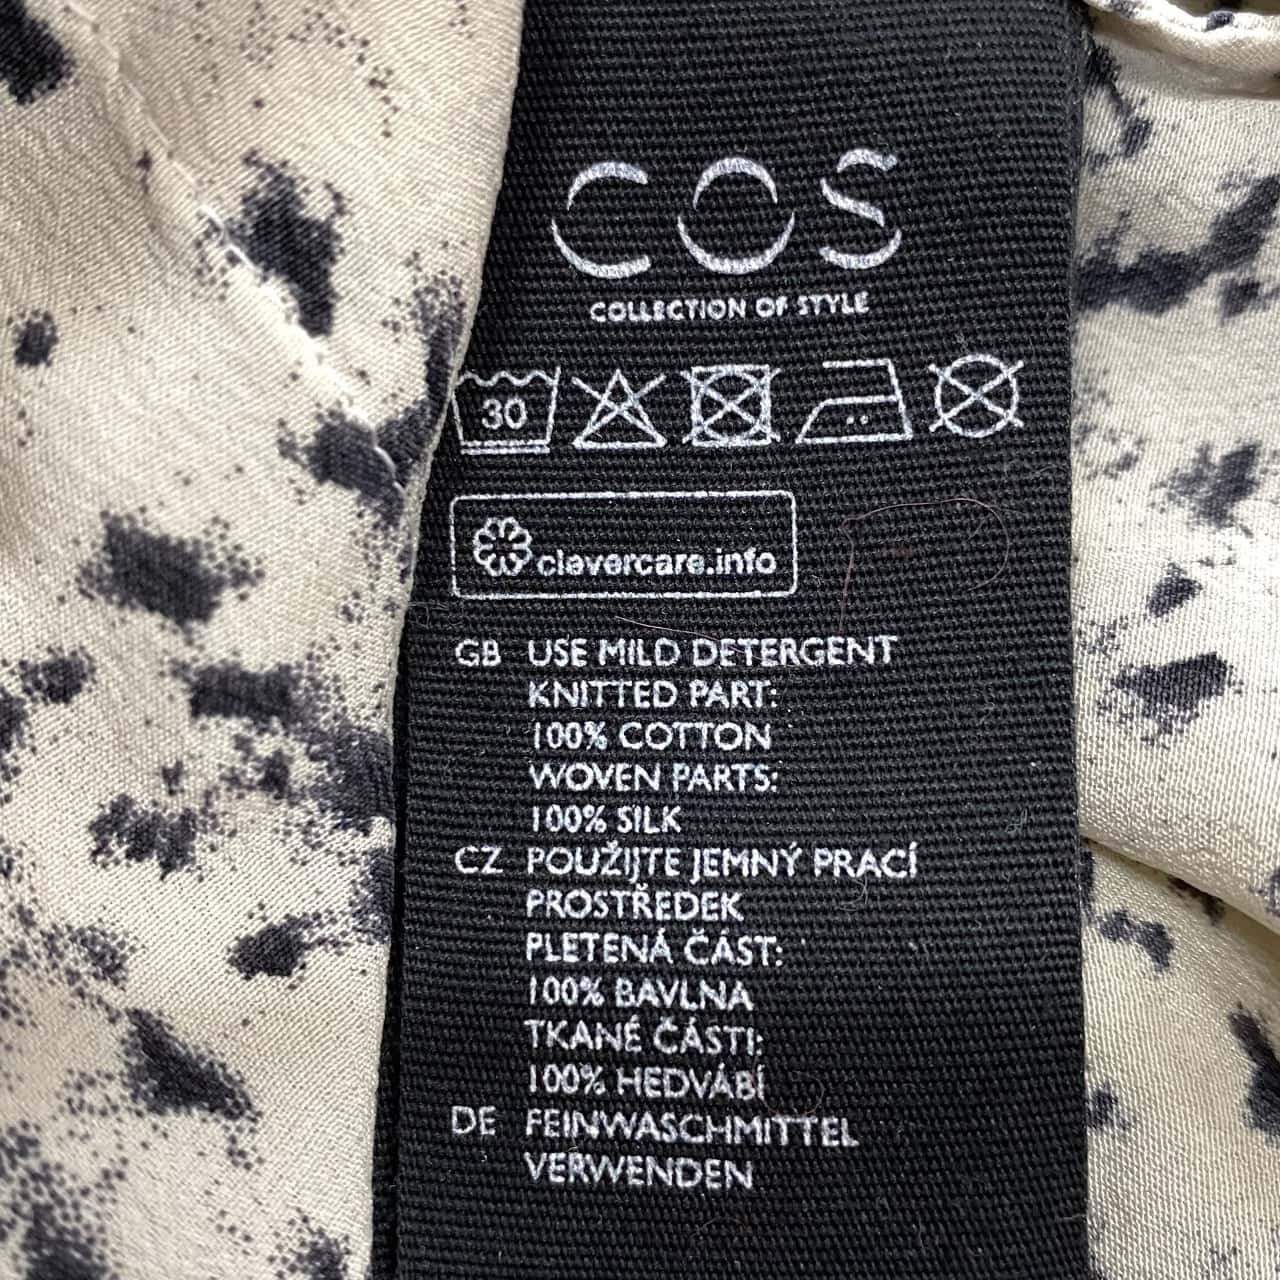 COS
COLLECTION OF STYLE
30
clevercare.info
GB USE MILD DETERGENT
KNITTED PART:
100% COTTON
WOVEN PARTS:
100% SILK
CZ POUŽIJTE JEMNÝ PRACÍ
PROSTŘEDEK
PLETENÁ ČÁST:
100% BAVLNA
TKANÉ ČÁSTI:
100% HEDVÁBÍ
DE FEINWASCHMITTEL
VERWENDEN